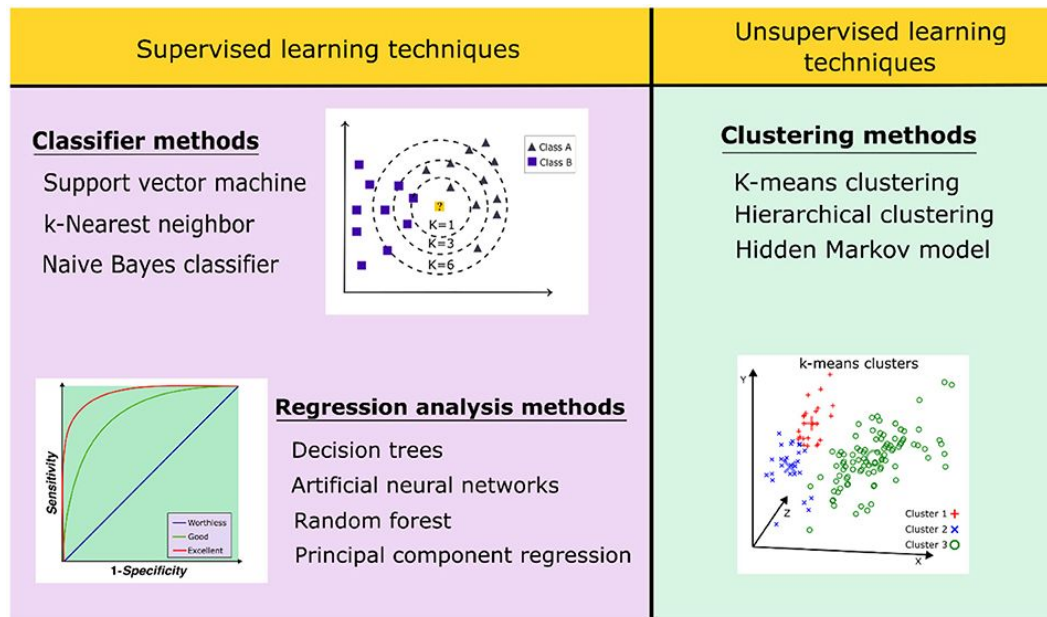 Supervised learning techniques
Unsupervised learning
techniques
Classifier methods
Support vector machine
k-Nearest neighbor
Naive Bayes classifier
Class A
Class B
?
K=1
K=3
K=6
Sensitivity
Worthless
Good
Excellent
1-Specificity
Regression analysis methods
Decision trees
Artificial neural networks
Random forest
Principal component regression
Clustering methods
K-means clustering
Hierarchical clustering
Hidden Markov model
k-means clusters
Y
Z
X
Cluster 1
Cluster 2
Cluster 3